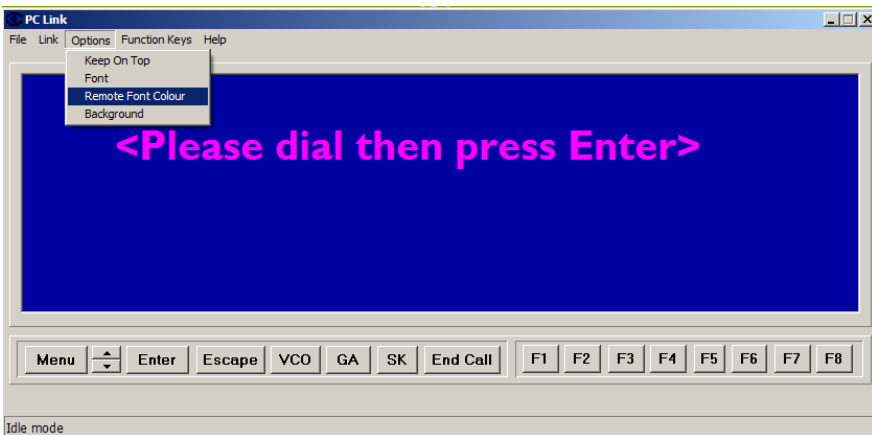 PC Link
File Link Options Function Keys Help
Keep On Top
Font
Remote Font Colour
Background
<Please dial then press Enter>
Menu Enter Escape VCO GA SK End Call F1 F2 F3 F4 F5 F6 F7 F8
Idle mode